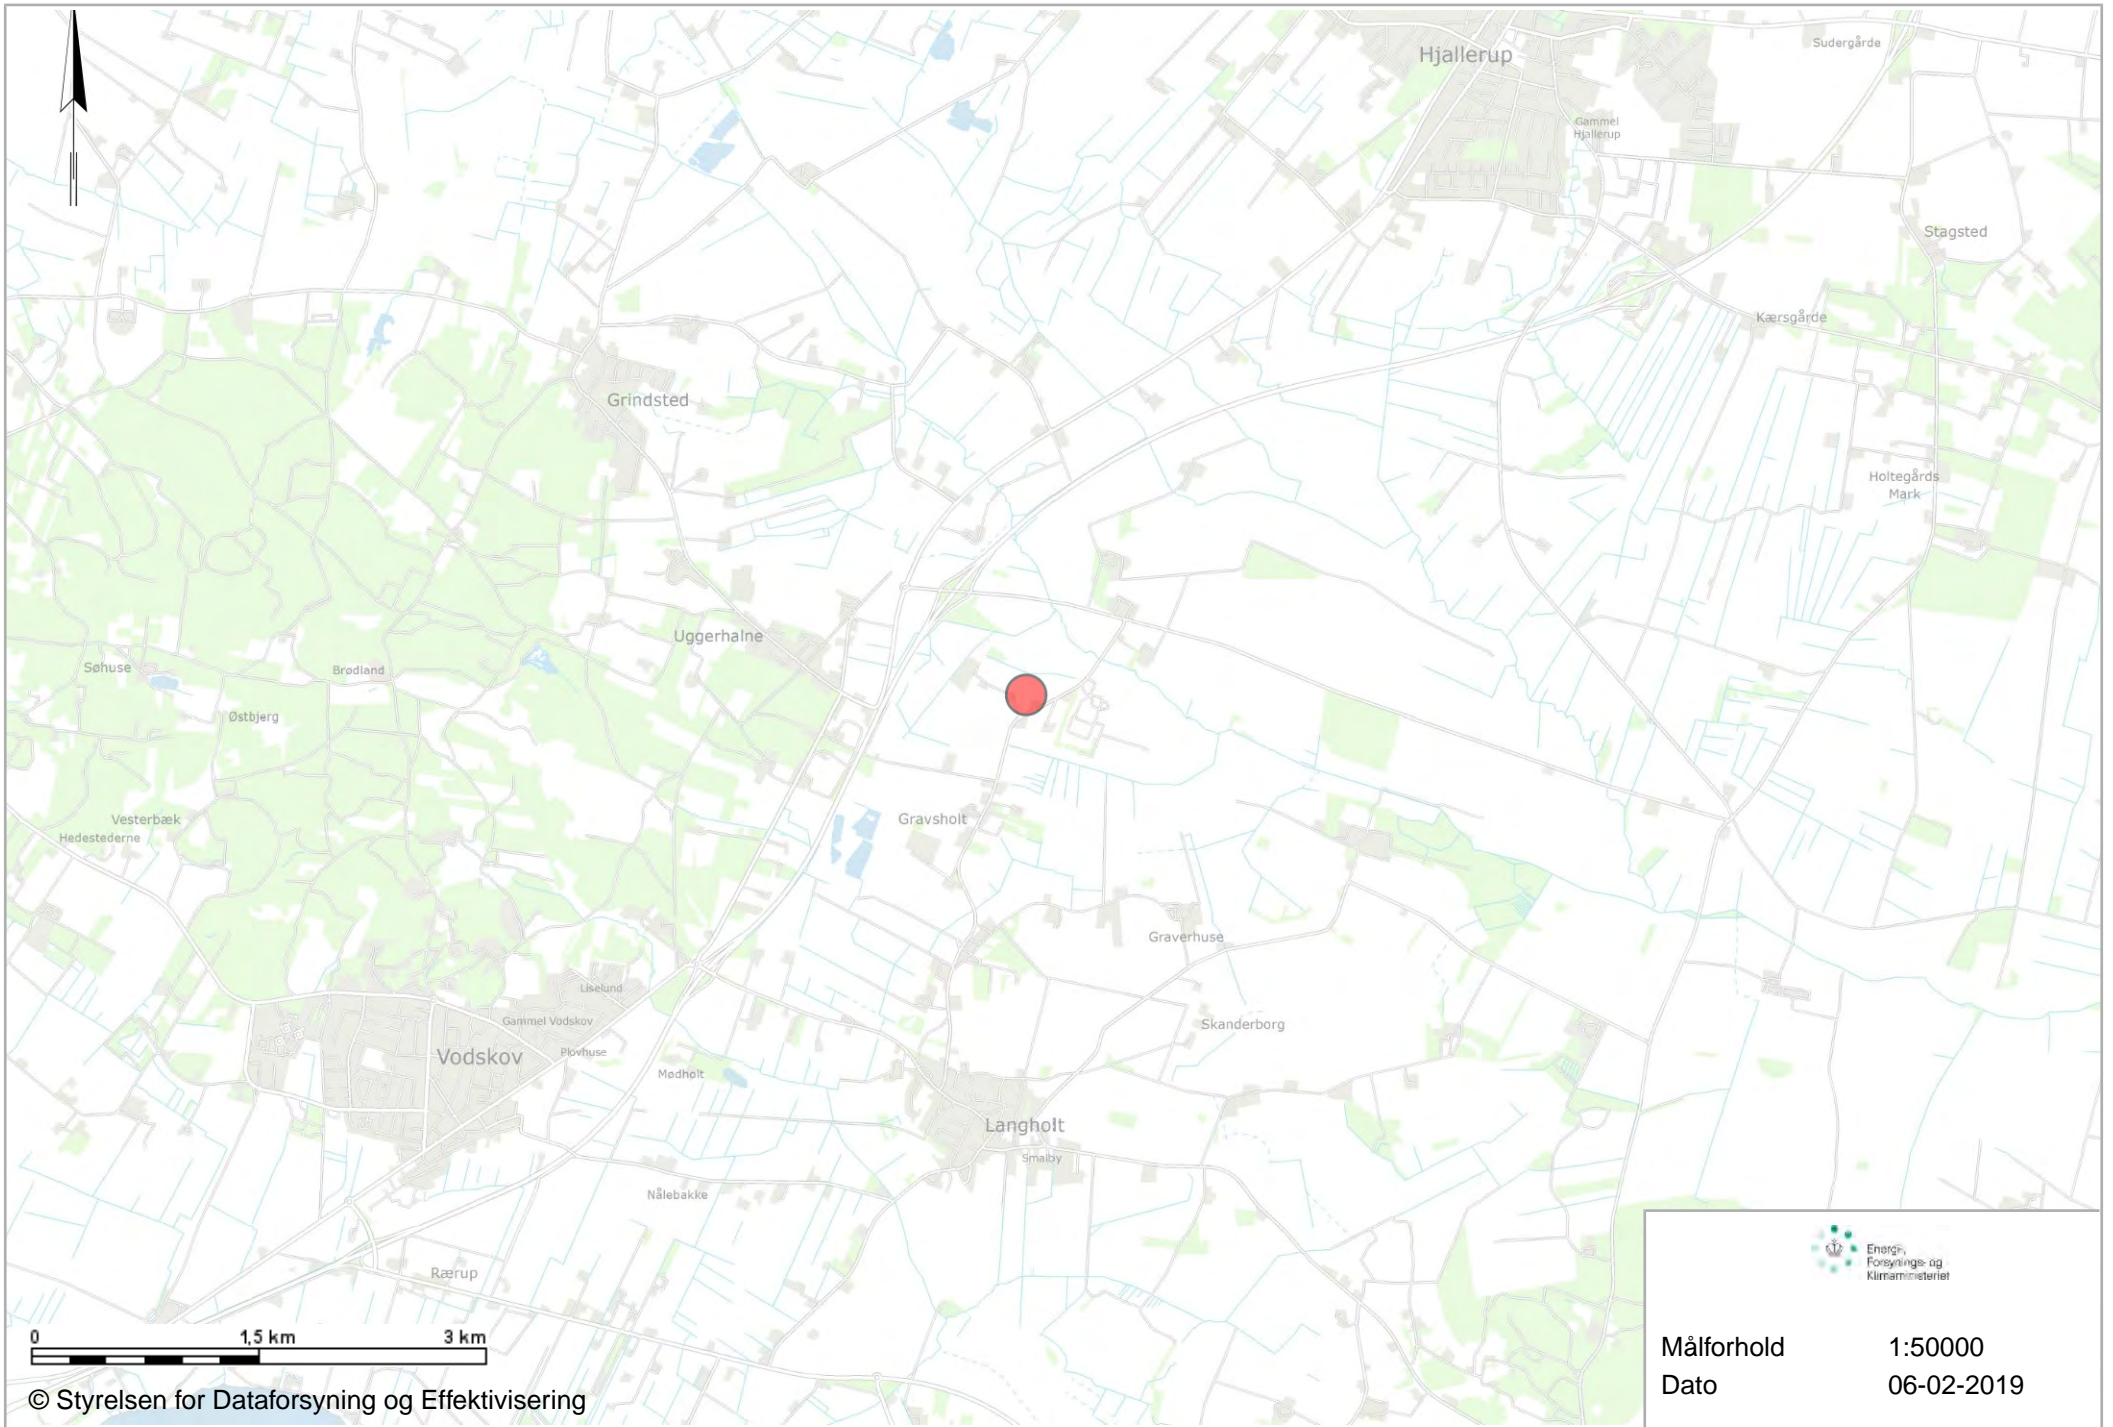 Hjallerup
Sudergårde
Gammel
Hjallerup
Stagsted
Kærsgårde
Grindsted
Holtegårds
Mark
Uggerhalne
Søhuse
Brødland
Østbjerg
Vesterbæk
Hedestederne
Gravsholt
Graverhuse
Liselund
Gammel Vodskov
Skanderborg
Plovhuse
Vodskov
Mødholt
Langholt
Smalby
Nålebakke
Rærup
Energi-,
Forsynings- og
Klimaministeriet
0 1,5 km 3 km
Målforhold 1:50000
Dato 06-02-2019
© Styrelsen for Dataforsyning og Effektivisering